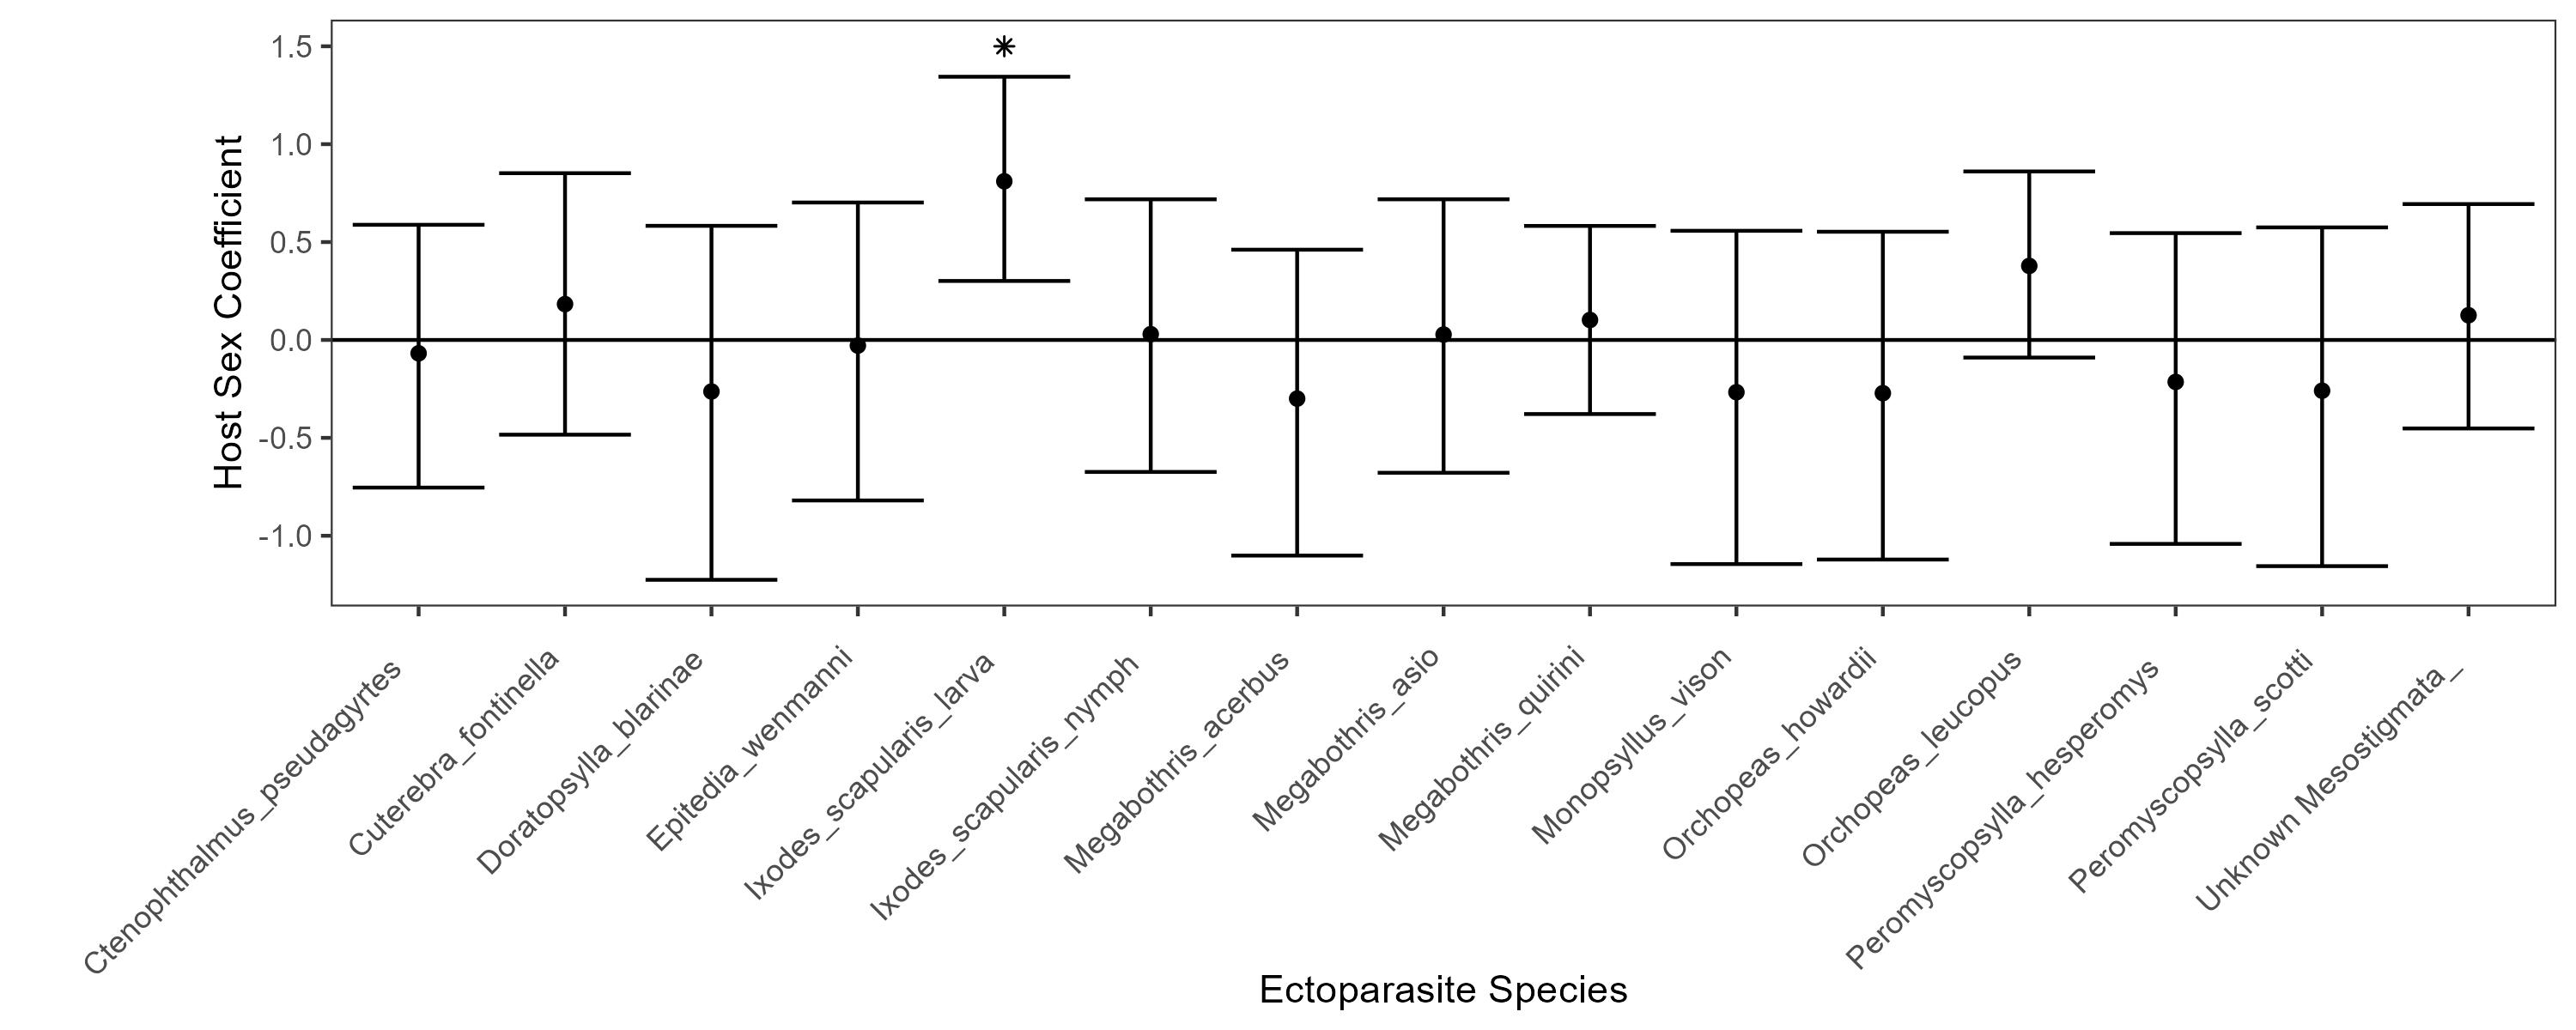 Host Sex Coefficient
1.5
1.0
0.5
0.0
-0.5
-1.0
*
Ctenophthalmus_pseudagyrtes
Cuterebra_fontinella
Doratopsylla_blarinae
Epitedia_wenmanni
Ixodes_scapularis_larva
Ixodes_scapularis_nymph
Megabothris_acerbus
Megabothris_asio
Megabothris_quirini
Monopsyllus_vison
Orchopeas_howardii
Orchopeas_leucopus
Peromyscopsylla_hesperomys
Peromyscopsylla_scotti
Unknown Mesostigmata_
Ectoparasite Species